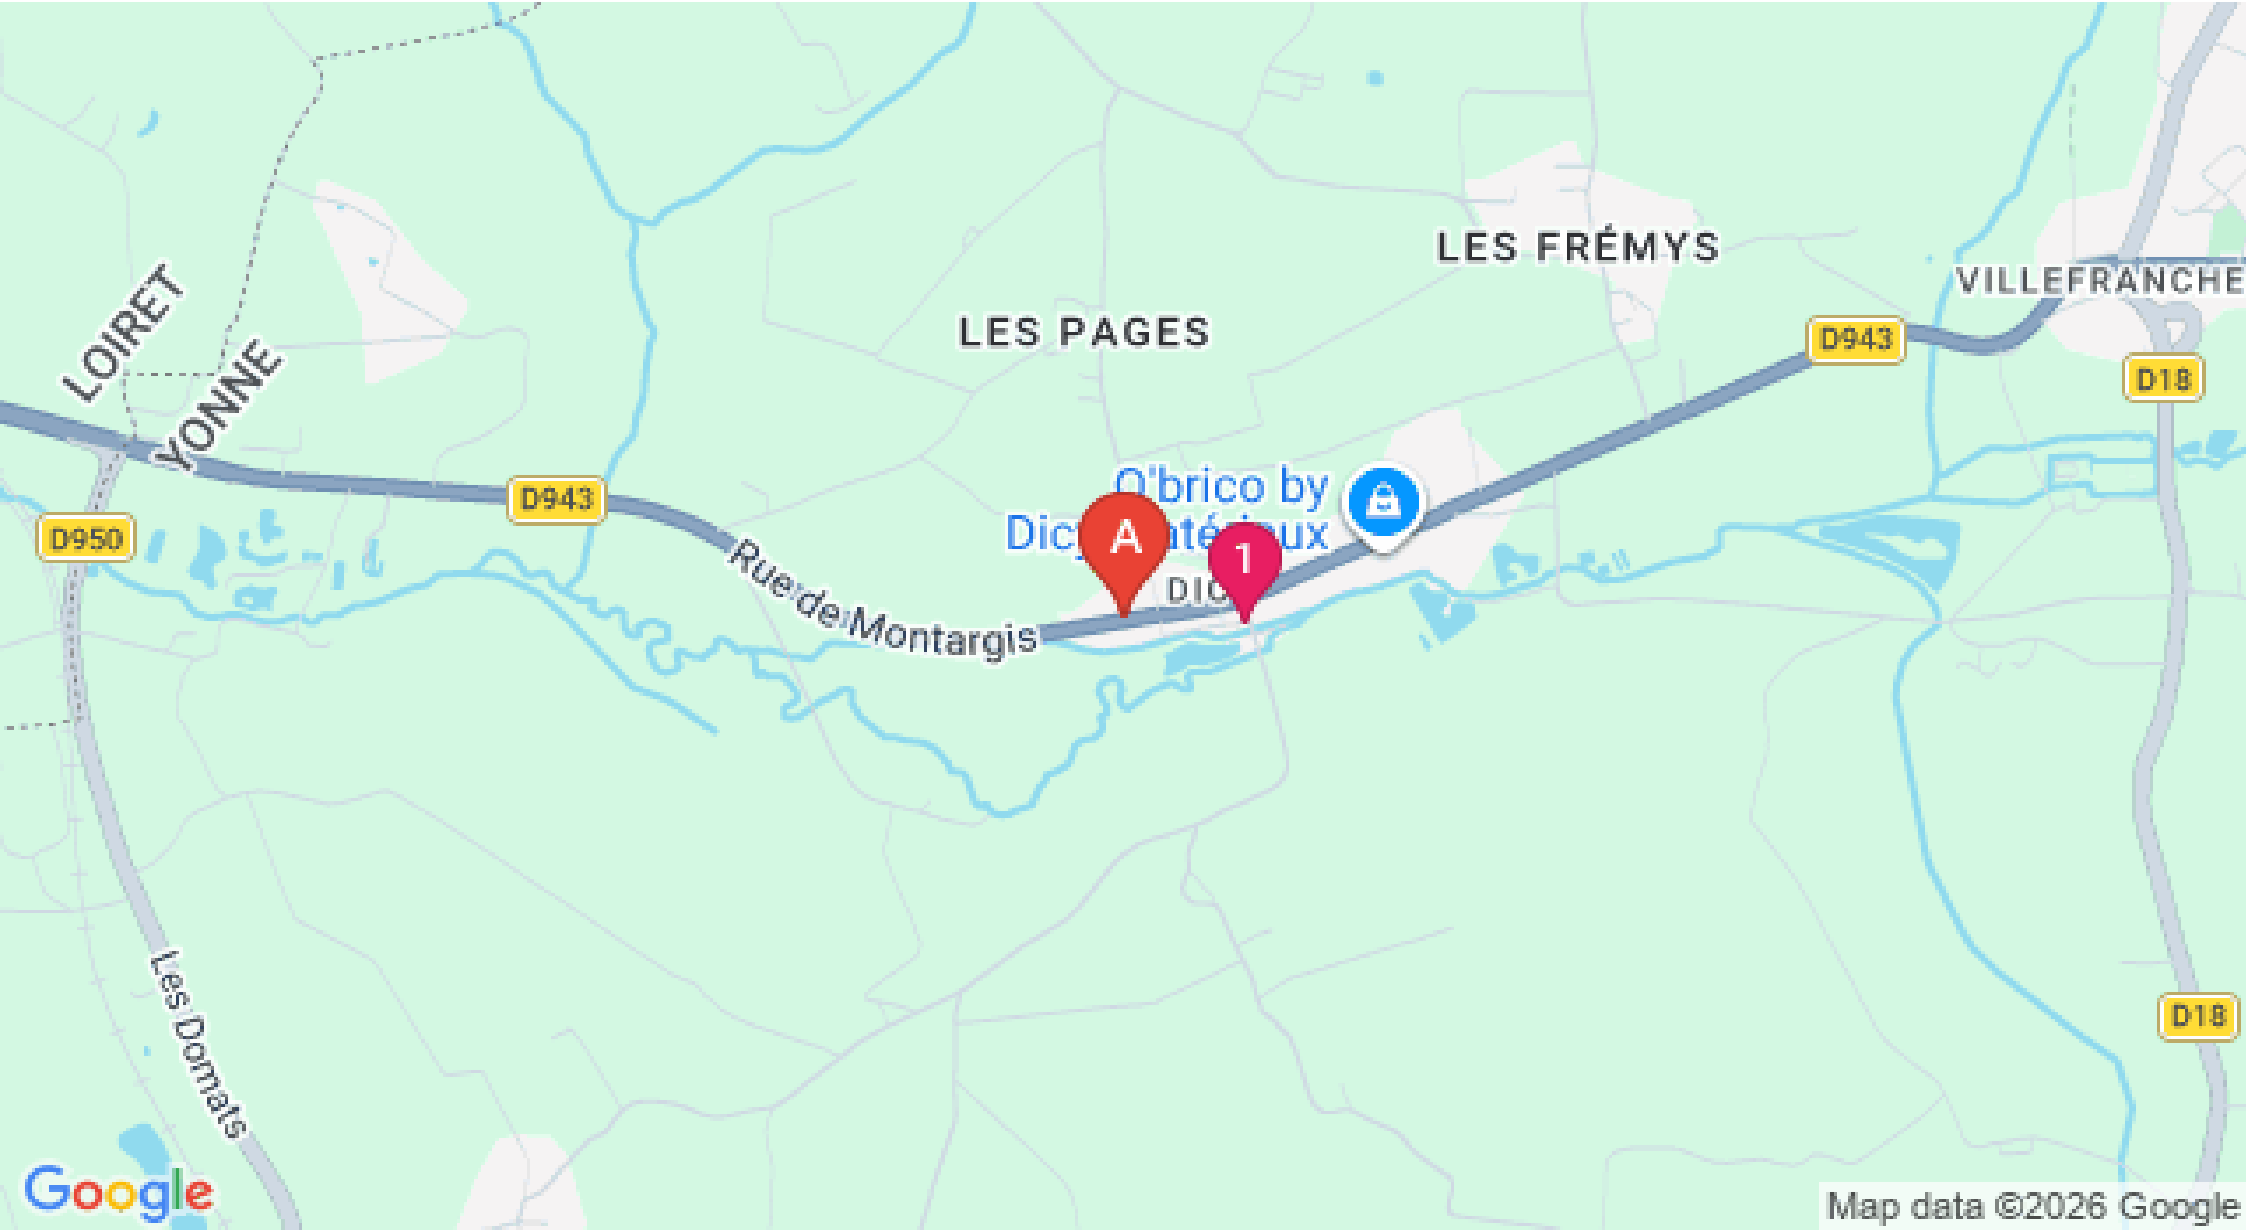 LES FRÉMYS
VILLEFRANCHE
LOIRET
YONNE
LES PAGES
D943
D18
O'brico by
D943
D950
A
1
Rue de Montargis
Les Domats
D18
Google
Map data ©2026 Google